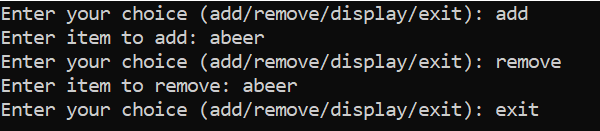 Enter your choice (add/remove/display/exit): add
Enter item to add: abeer
Enter your choice (add/remove/display/exit): remove
Enter item to remove: abeer
Enter your choice (add/remove/display/exit): exit